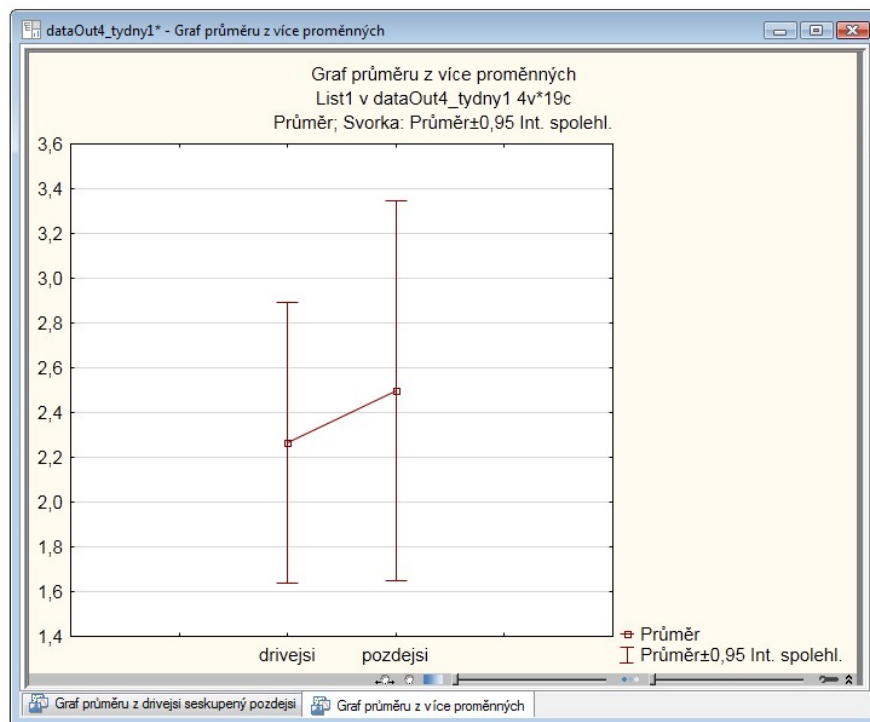 dataOut4_tydny1* - Graf průměru z více proměnných
Graf průměru z více proměnných
List1 v dataOut4_tydny1 4v*19c
Průměr; Svorka: Průměr±0,95 Int. spolehl.
3,6
3,4
3,2
3,0
2,8
2,6
2,4
2,2
2,0
1,8
1,6
1,4
drivejsi pozdejsi
Průměr
Průměr±0,95 Int. spolehl.
Graf průměru z drivejsi seskupený pozdejsi Graf průměru z více proměnných